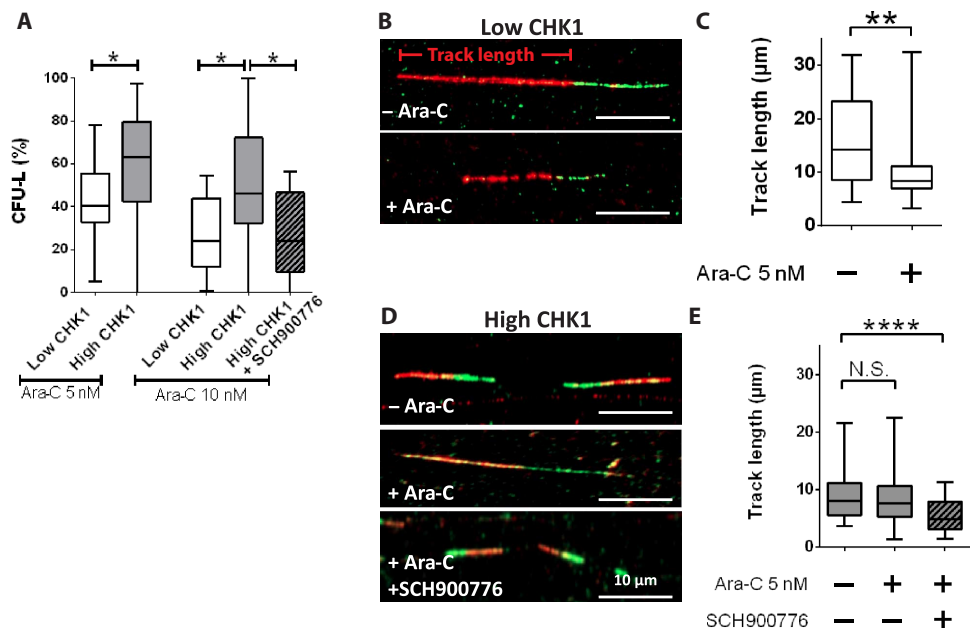 A
CFU-L (%)
100
80
60
40
20
0
* * *
Low CHK1
High CHK1
Low CHK1
High CHK1
High CHK1
+ SCH900776
Ara-C 5 nM
Ara-C 10 nM
B
Low CHK1
Track length
– Ara-C
+ Ara-C
C
**
Track length (µm)
30
20
10
0
Ara-C 5 nM – +
D
High CHK1
– Ara-C
+ Ara-C
+ Ara-C
+SCH900776
10 µm
E
****
N.S.
Track length (µm)
30
20
10
0
Ara-C 5 nM – + +
SCH900776 – – +